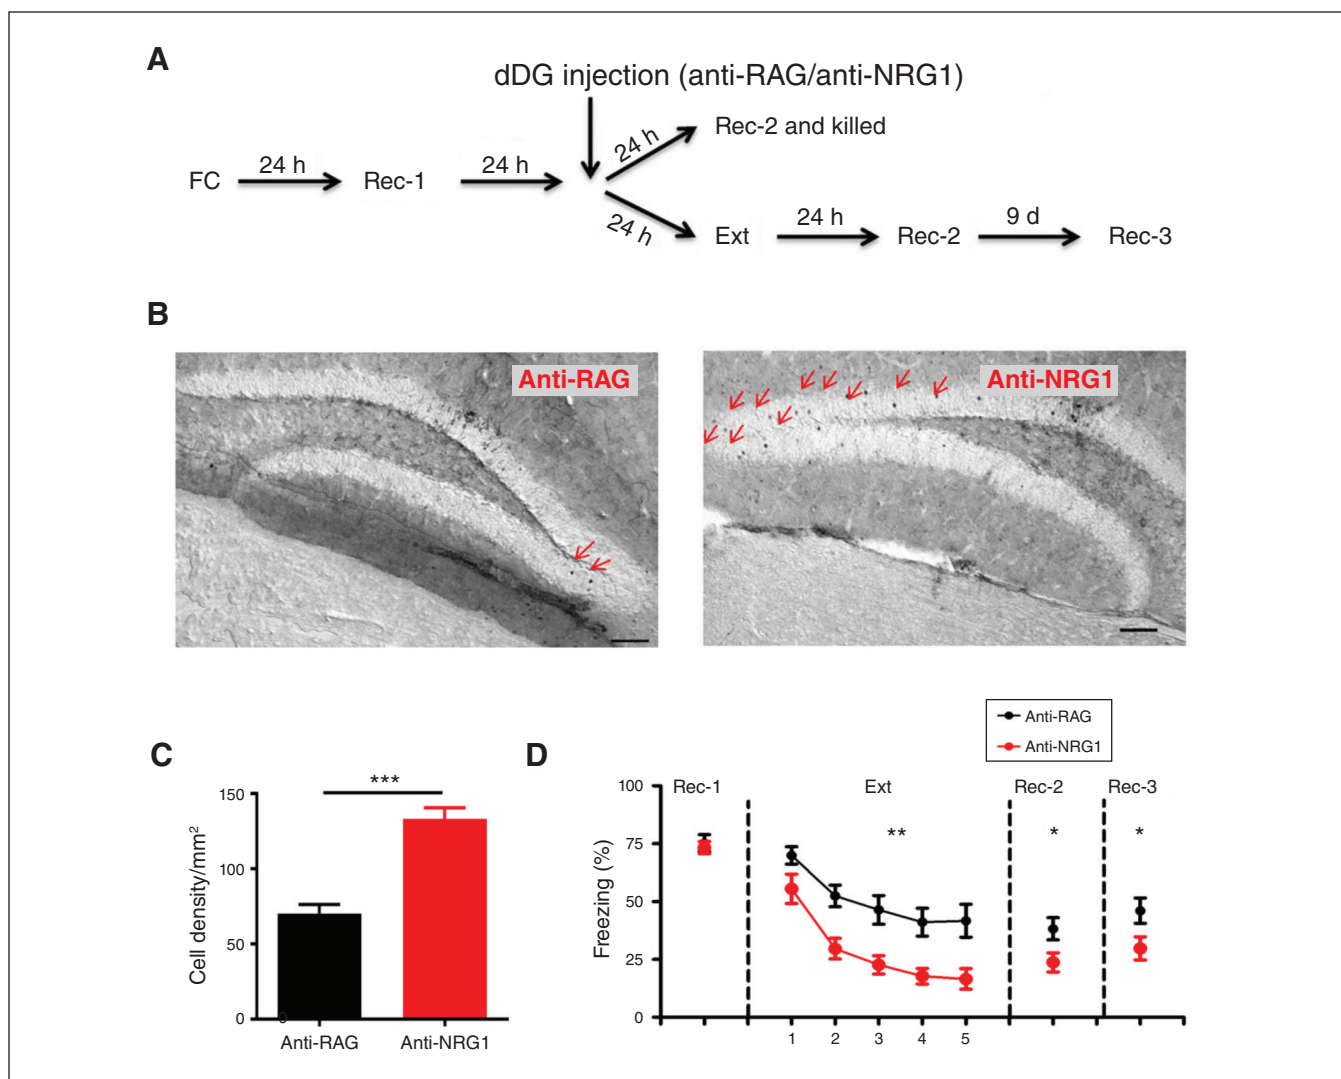 A
dDG injection (anti-RAG/anti-NRG1)
24 h
Rec-2 and killed
FC
24 h
Rec-1
24 h
24 h
Ext
24 h
Rec-2
9 d
Rec-3
B
Anti-RAG
Anti-NRG1
C
***
150
100
50
0
0
Cell density/mm²
Anti-RAG
Anti-NRG1
D
Anti-RAG
Anti-NRG1
Rec-1
Ext
Rec-2
Rec-3
**
*
*
100
75
50
25
0
Freezing (%)
1
2
3
4
5